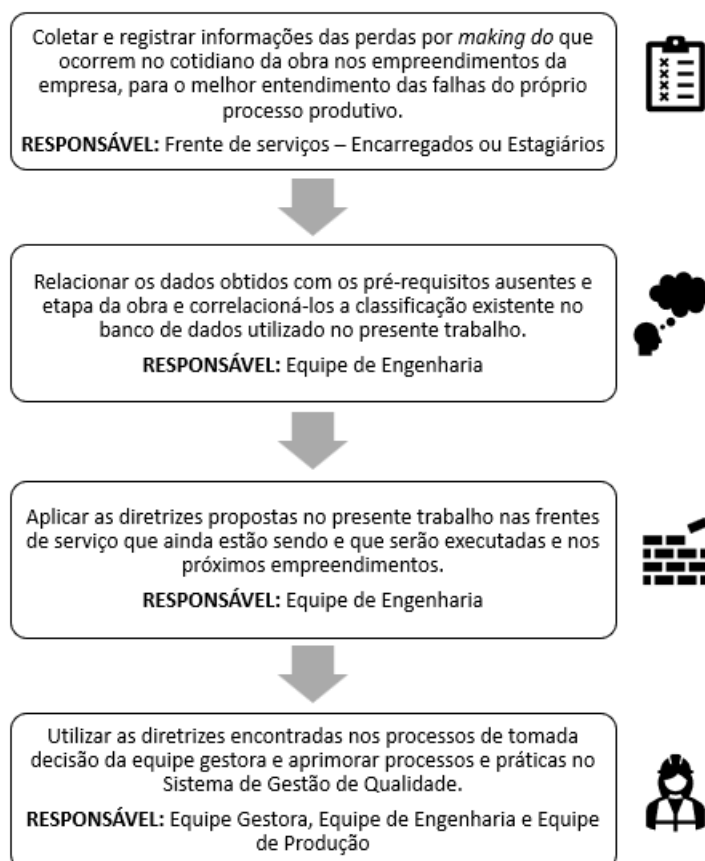 Coletar e registrar informações das perdas por making do que
ocorrem no cotidiano da obra nos empreendimentos da
empresa, para o melhor entendimento das falhas do próprio
processo produtivo.
RESPONSÁVEL: Frente de serviços – Encarregados ou Estagiários
Relacionar os dados obtidos com os pré-requisitos ausentes e
etapa da obra e correlacioná-los a classificação existente no
banco de dados utilizado no presente trabalho.
RESPONSÁVEL: Equipe de Engenharia
Aplicar as diretrizes propostas no presente trabalho nas frentes
de serviço que ainda estão sendo e que serão executadas e nos
próximos empreendimentos.
RESPONSÁVEL: Equipe de Engenharia
Utilizar as diretrizes encontradas nos processos de tomada
decisão da equipe gestora e aprimorar processos e práticas no
Sistema de Gestão de Qualidade.
RESPONSÁVEL: Equipe Gestora, Equipe de Engenharia e Equipe
de Produção